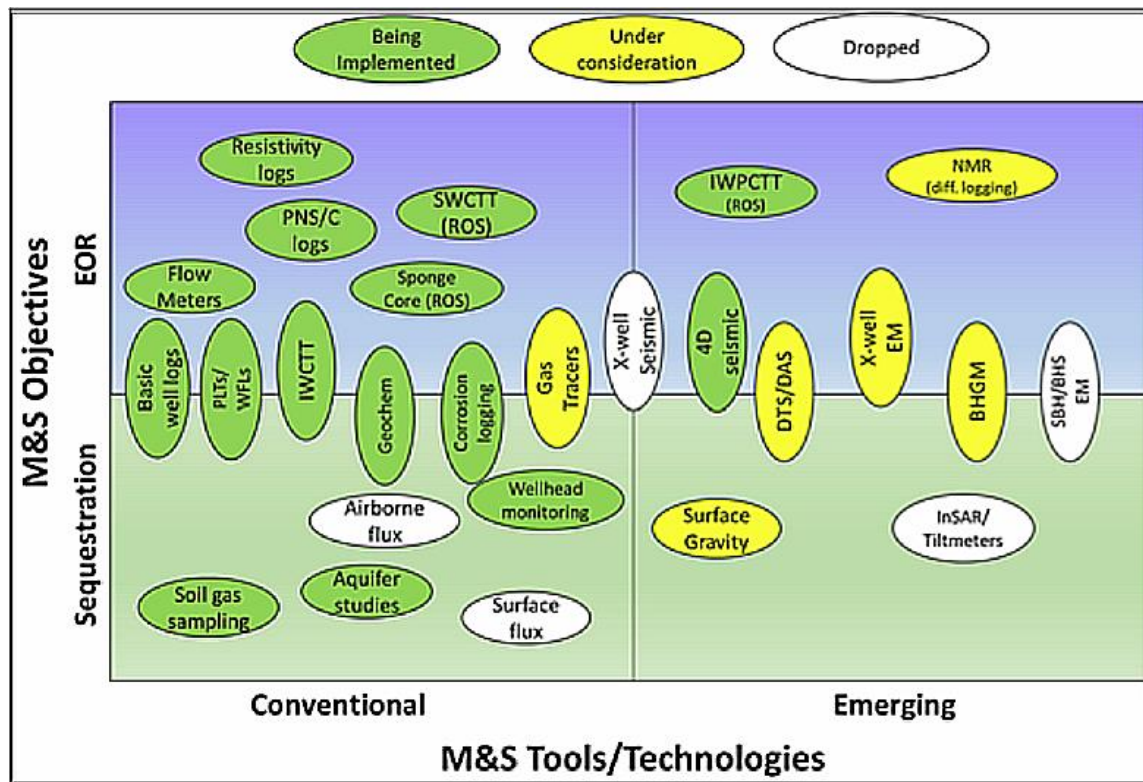 Being
Implemented
Under
consideration
Dropped
Resistivity
logs
PNS/C
logs
SWCTT
(ROS)
IWPCTT
(ROS)
NMR
(diff. logging)
Flow
Meters
Sponge
Core (ROS)
Basic
well logs
PLTs/
WFLs
IWCTT
Geochem
Corrosion
logging
Gas
Tracers
X-well
Seismic
4D
seismic
DTS/DAS
X-well
EM
BHGM
SBH/BHS
EM
Wellhead
monitoring
Airborne
flux
Surface
Gravity
InSAR/
Tiltmeters
Soil gas
sampling
Aquifer
studies
Surface
flux
M&S Objectives
EOR
Sequestration
Conventional
Emerging
M&S Tools/Technologies